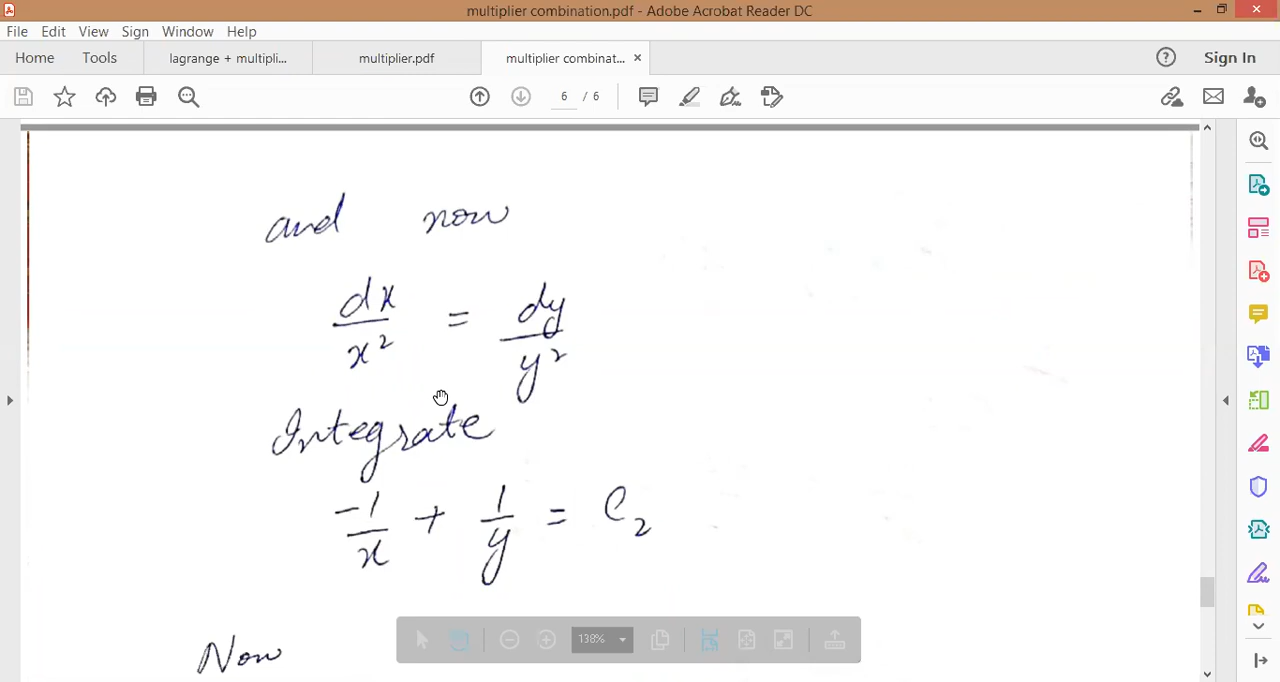 multiplier combination.pdf - Adobe Acrobat Reader DC
File Edit View Sign Window Help
Home Tools lagrange + multipli... multiplier.pdf multiplier combinat... × Sign In
6 / 6
and now
dx/x² = dy/y²
Integrate
-1/x + 1/y = C₂
138%
Now